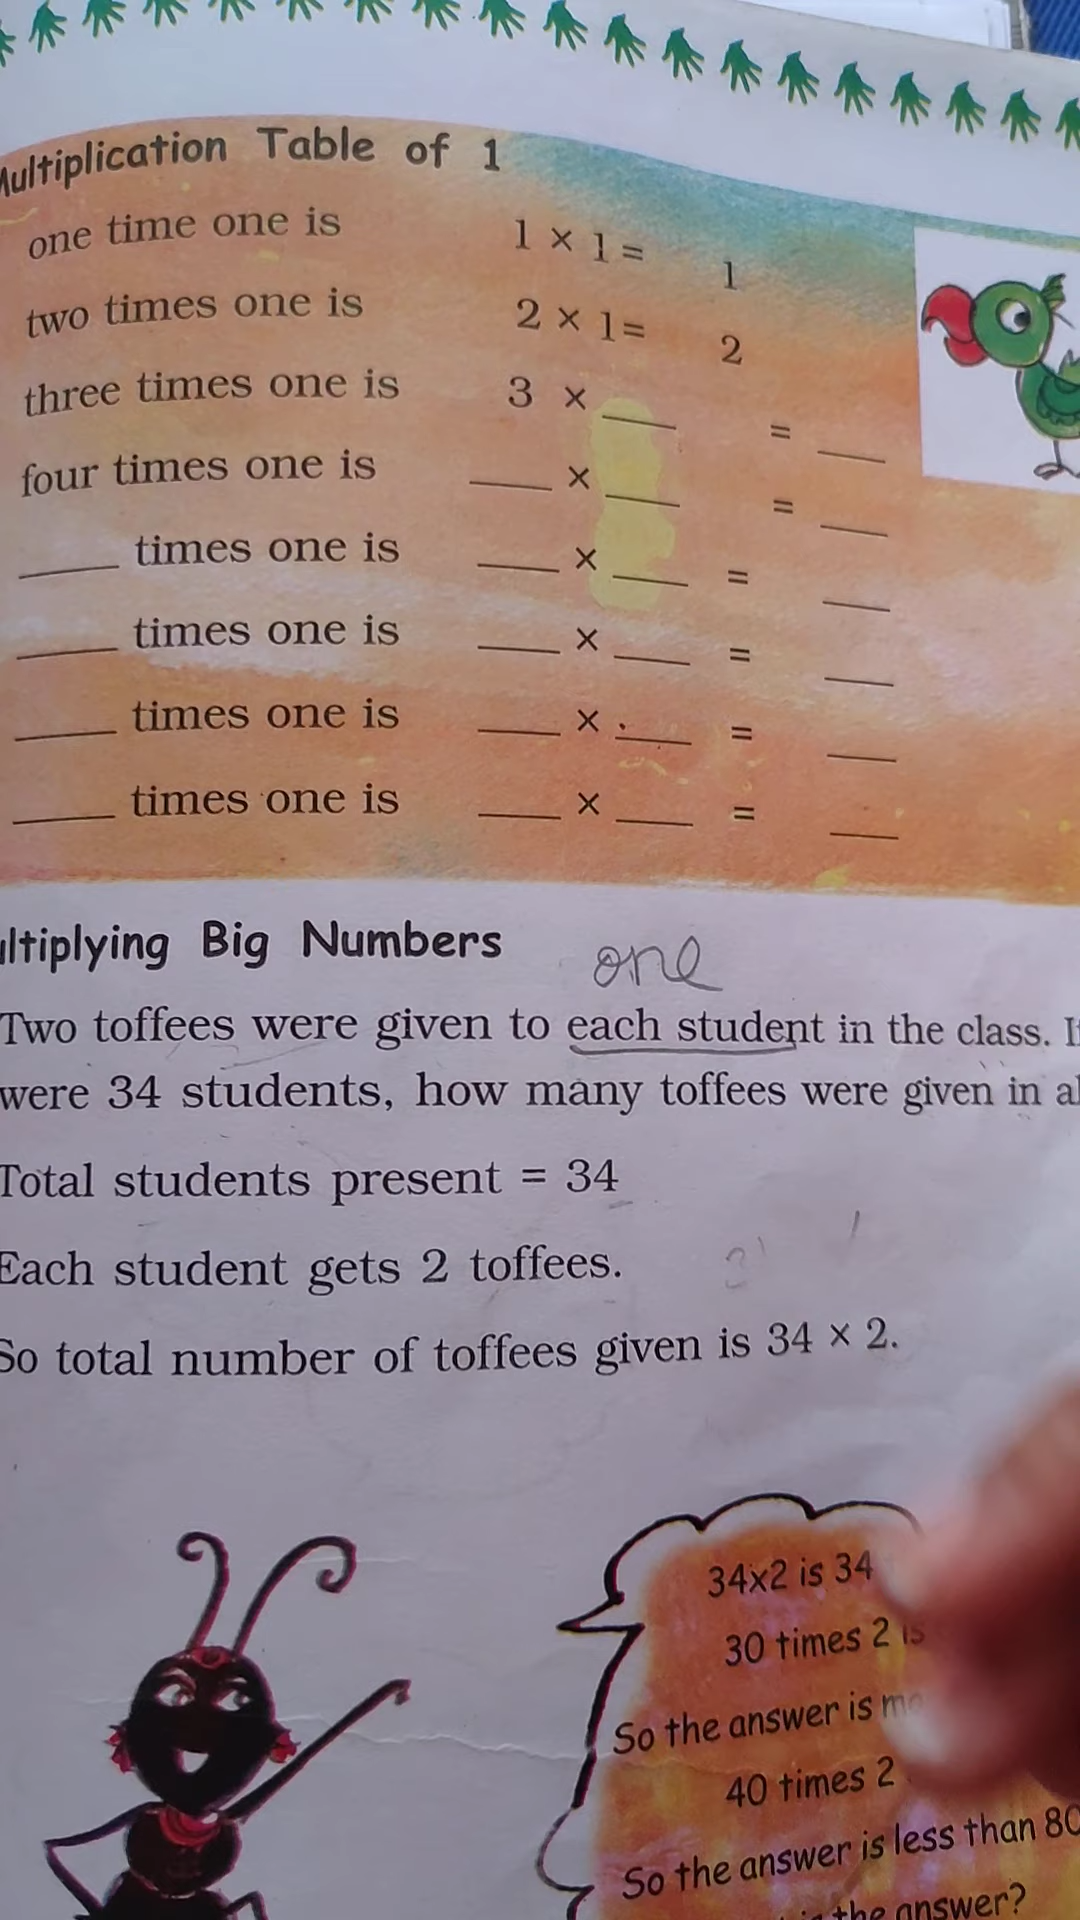 Multiplication Table of 1
one time one is 1 × 1 = 1
two times one is 2 × 1 = 2
three times one is 3 × ___ = ___
four times one is ___ × ___ = ___
___ times one is ___ × ___ = ___
___ times one is ___ × ___ = ___
___ times one is ___ × ___ = ___
___ times one is ___ × ___ = ___
Big Numbers
one
Two toffees were given to each student in the class.
were 34 students, how many toffees were given in
Total students present = 34
Each student gets 2 toffees.
So total number of toffees given is 34 × 2.
34x2 is 34
30 times 2 is
So the answer is
40 times 2
So the answer is less than 80
the answer?